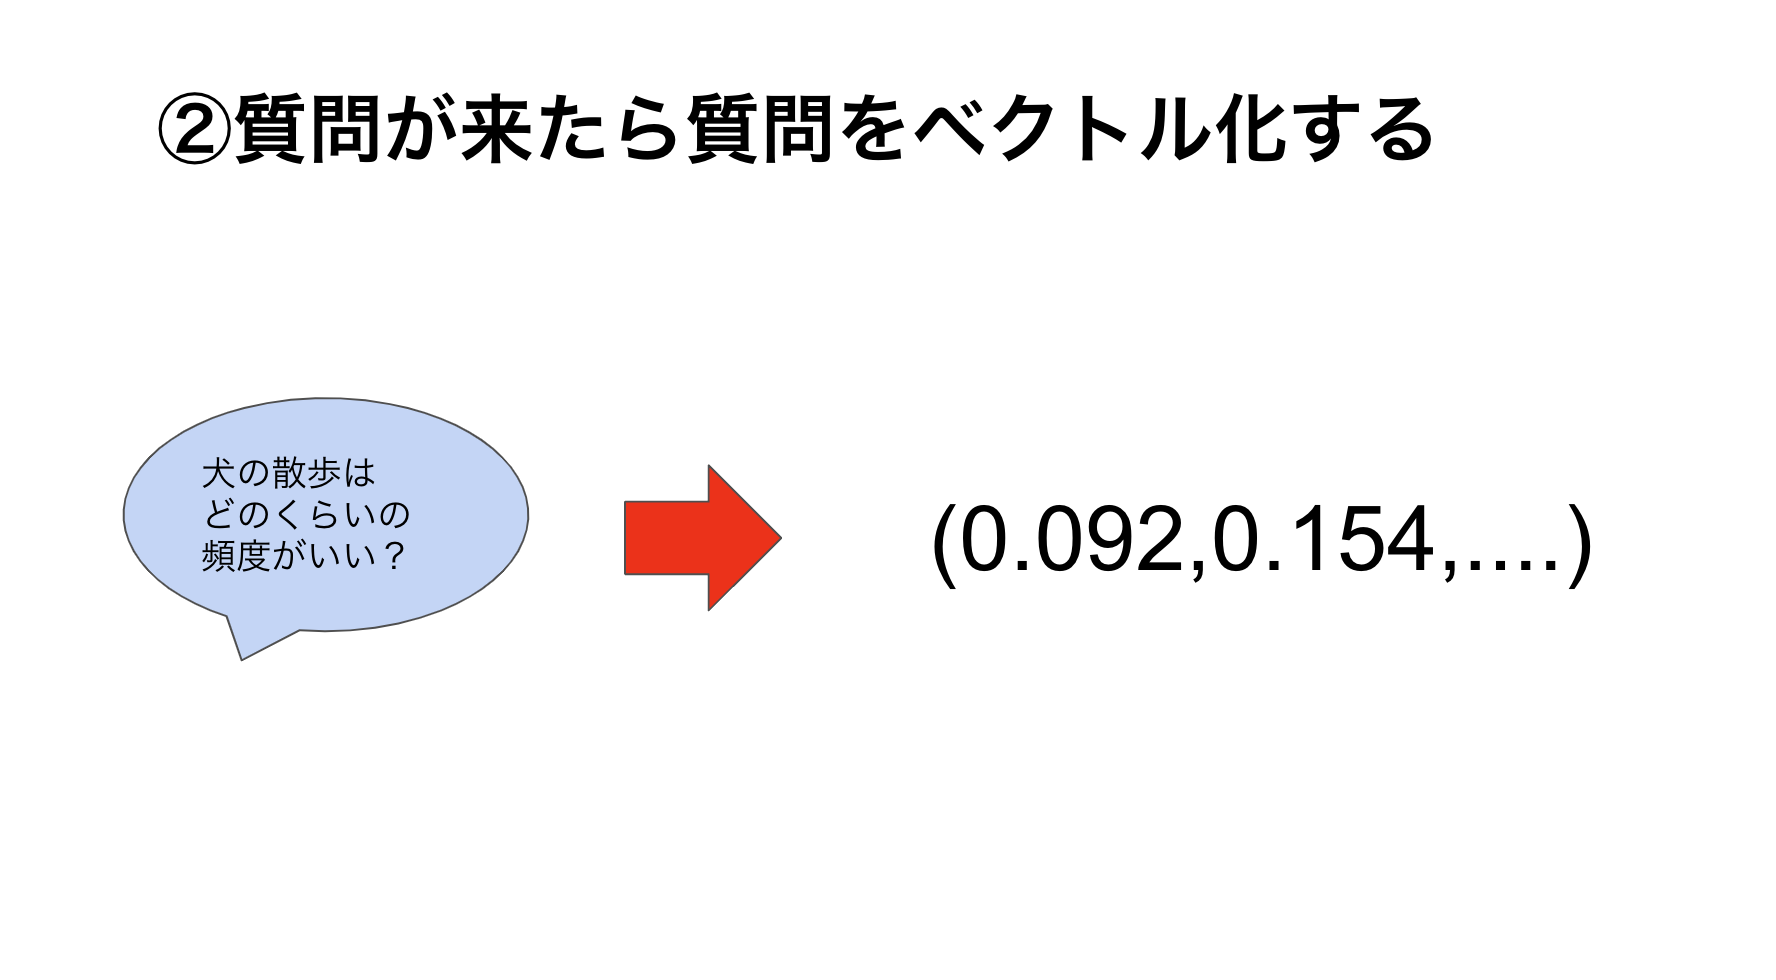 ②質問が来たら質問をベクトル化する
犬の散歩は
どのくらいの
頻度がいい？
(0.092,0.154,....)